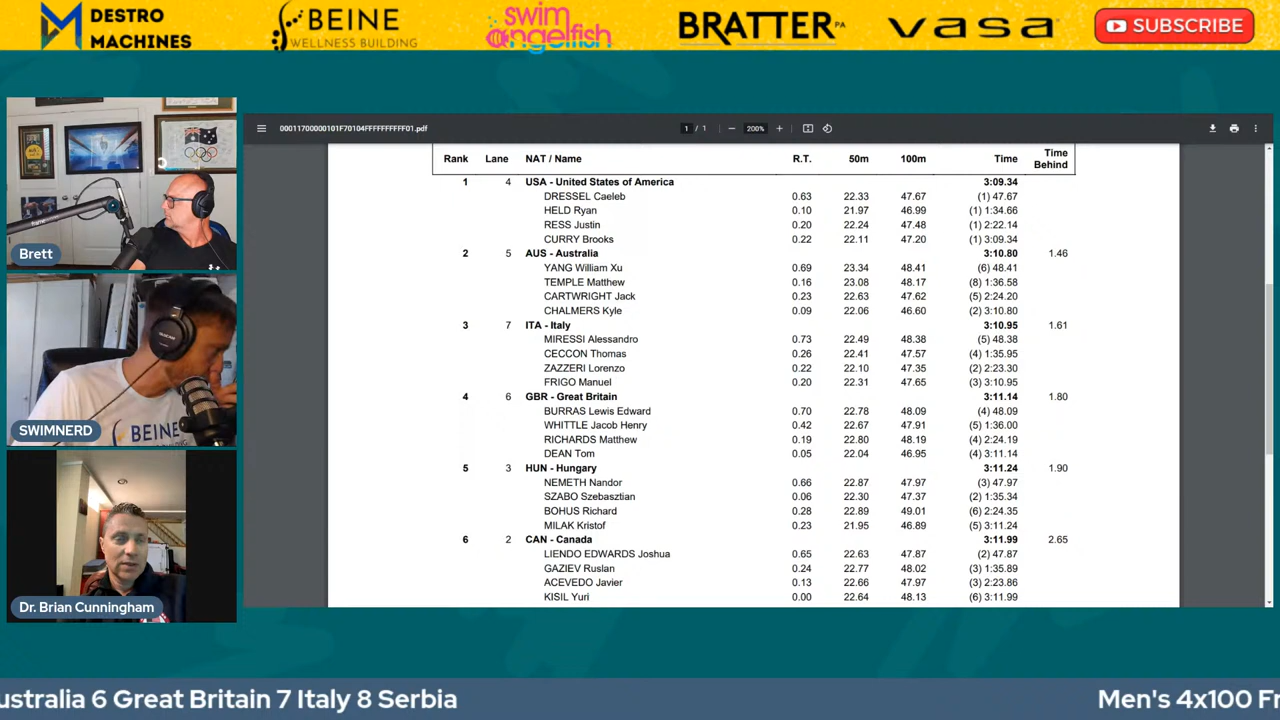 DESTRO
MACHINES
BEINE
WELLNESS BUILDING
swim
angelfish
BRATTER PA
vasa
SUBSCRIBE
00011700000101F70104FFFFFFFFFF01.pdf
1 / 1
200%
Rank Lane NAT / Name R.T. 50m 100m Time Time Behind
1 4 USA - United States of America 3:09.34
DRESSEL Caeleb 0.63 22.33 47.67 (1) 47.67
HELD Ryan 0.10 21.97 46.99 (1) 1:34.66
RESS Justin 0.20 22.24 47.48 (1) 2:22.14
CURRY Brooks 0.22 22.11 47.20 (1) 3:09.34
2 5 AUS - Australia 3:10.80 1.46
YANG William Xu 0.69 23.34 48.41 (6) 48.41
TEMPLE Matthew 0.16 23.08 48.17 (8) 1:36.58
CARTWRIGHT Jack 0.23 22.63 47.62 (5) 2:24.20
CHALMERS Kyle 0.09 22.06 46.60 (2) 3:10.80
3 7 ITA - Italy 3:10.95 1.61
MIRESSI Alessandro 0.73 22.49 48.38 (5) 48.38
CECCON Thomas 0.26 22.41 47.57 (4) 1:35.95
ZAZZERI Lorenzo 0.22 22.10 47.35 (2) 2:23.30
FRIGO Manuel 0.20 22.31 47.65 (3) 3:10.95
4 6 GBR - Great Britain 3:11.14 1.80
BURRAS Lewis Edward 0.70 22.78 48.09 (4) 48.09
WHITTLE Jacob Henry 0.42 22.67 47.91 (5) 1:36.00
RICHARDS Matthew 0.19 22.80 48.19 (4) 2:24.19
DEAN Tom 0.05 22.04 46.95 (4) 3:11.14
5 3 HUN - Hungary 3:11.24 1.90
NEMETH Nandor 0.66 22.87 47.97 (3) 47.97
SZABO Szebasztian 0.06 22.30 47.37 (2) 1:35.34
BOHUS Richard 0.28 22.89 49.01 (6) 2:24.35
MILAK Kristof 0.23 21.95 46.89 (5) 3:11.24
6 2 CAN - Canada 3:11.99 2.65
LIENDO EDWARDS Joshua 0.65 22.63 47.87 (2) 47.87
GAZIEV Ruslan 0.24 22.77 48.02 (3) 1:35.89
ACEVEDO Javier 0.13 22.66 47.97 (3) 2:23.86
KISIL Yuri 0.00 22.64 48.13 (6) 3:11.99
Brett
BEINE
SWIMNERD
Dr. Brian Cunningham
ustralia 6 Great Britain 7 Italy 8 Serbia
Men's 4x100 Fr